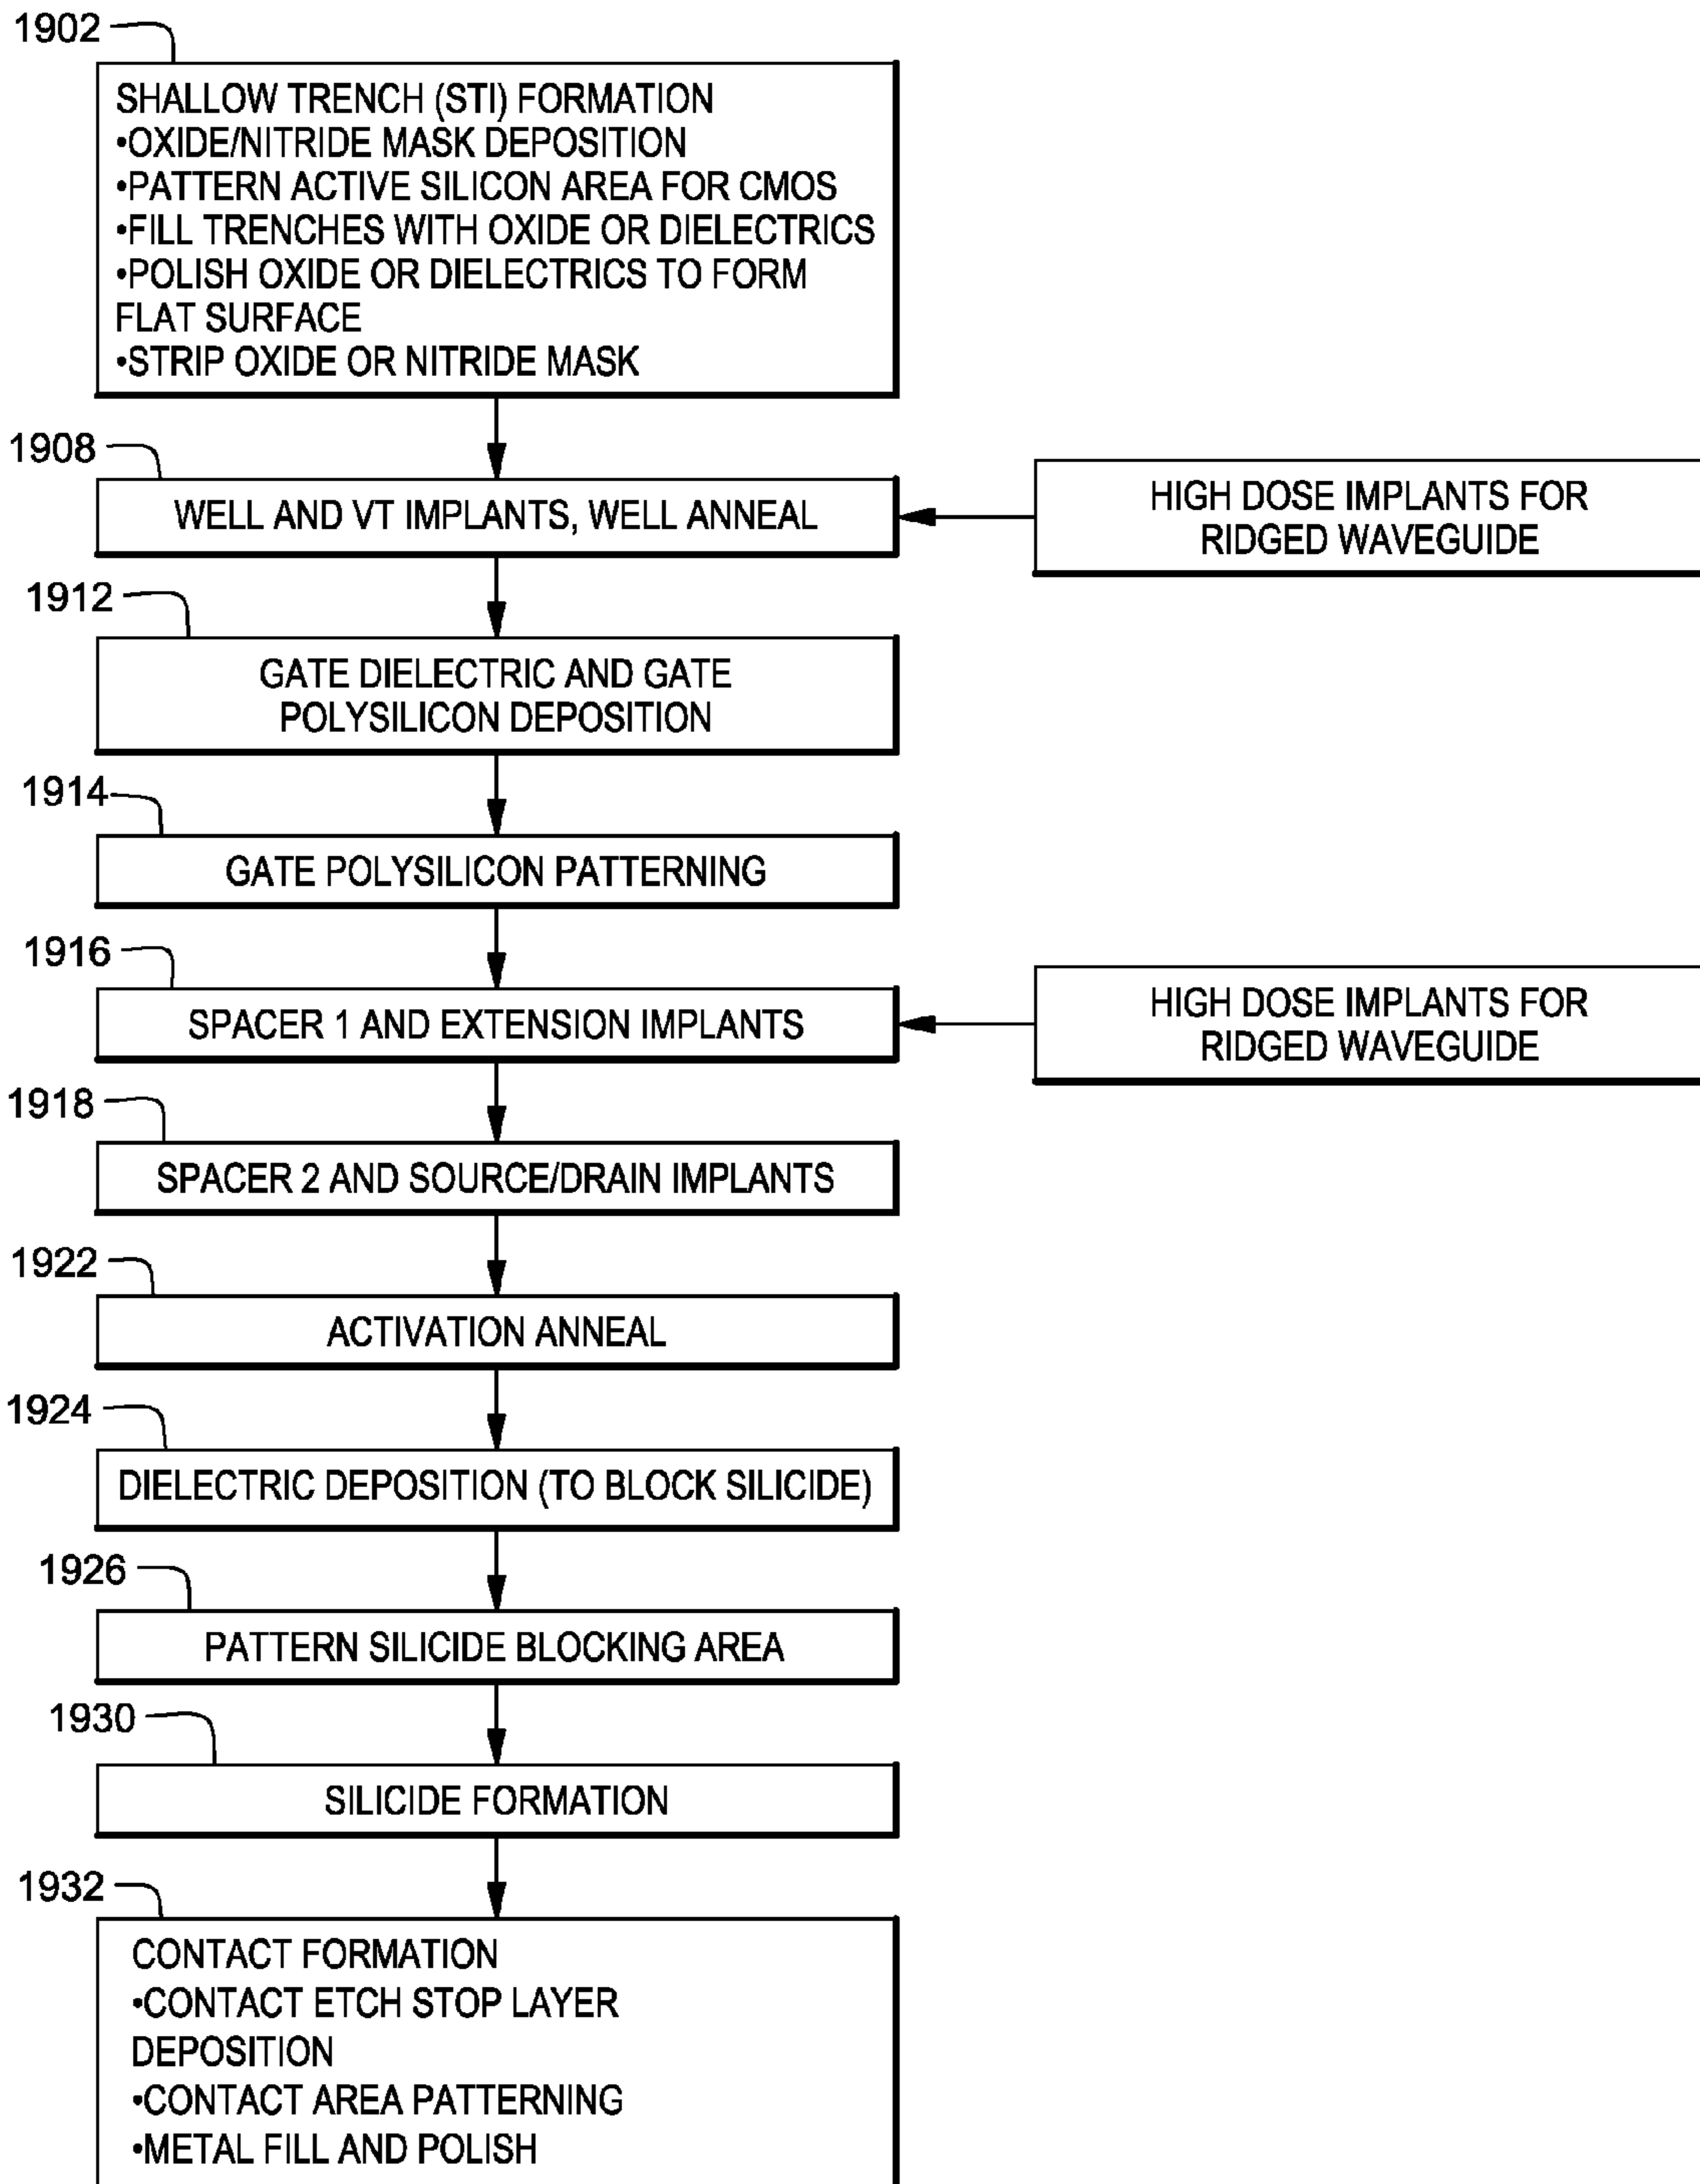 1902
SHALLOW TRENCH (STI) FORMATION
•OXIDE/NITRIDE MASK DEPOSITION
•PATTERN ACTIVE SILICON AREA FOR CMOS
•FILL TRENCHES WITH OXIDE OR DIELECTRICS
•POLISH OXIDE OR DIELECTRICS TO FORM
FLAT SURFACE
•STRIP OXIDE OR NITRIDE MASK
1908
WELL AND VT IMPLANTS, WELL ANNEAL
HIGH DOSE IMPLANTS FOR
RIDGED WAVEGUIDE
1912
GATE DIELECTRIC AND GATE
POLYSILICON DEPOSITION
1914
GATE POLYSILICON PATTERNING
1916
SPACER 1 AND EXTENSION IMPLANTS
HIGH DOSE IMPLANTS FOR
RIDGED WAVEGUIDE
1918
SPACER 2 AND SOURCE/DRAIN IMPLANTS
1922
ACTIVATION ANNEAL
1924
DIELECTRIC DEPOSITION (TO BLOCK SILICIDE)
1926
PATTERN SILICIDE BLOCKING AREA
1930
SILICIDE FORMATION
1932
CONTACT FORMATION
•CONTACT ETCH STOP LAYER
DEPOSITION
•CONTACT AREA PATTERNING
•METAL FILL AND POLISH